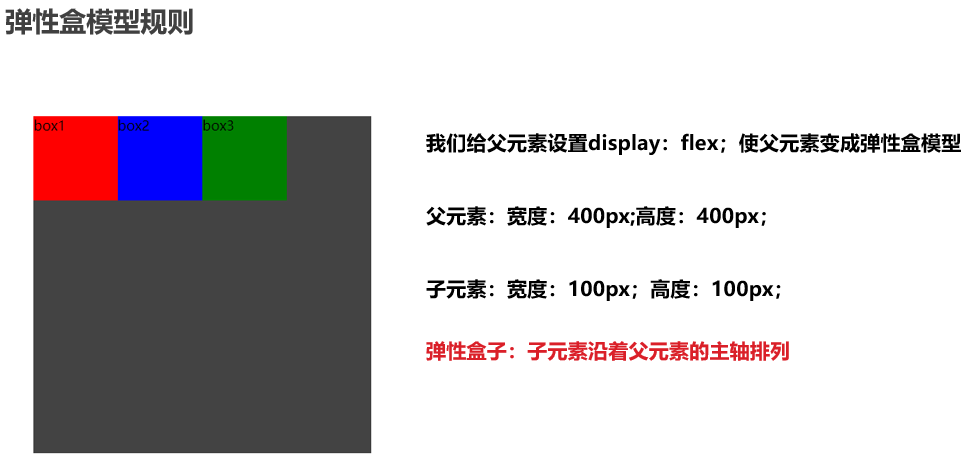 弹性盒模型规则
box1 box2 box3
我们给父元素设置display：flex；使父元素变成弹性盒模型
父元素：宽度：400px;高度：400px；
子元素：宽度：100px；高度：100px；
弹性盒子：子元素沿着父元素的主轴排列